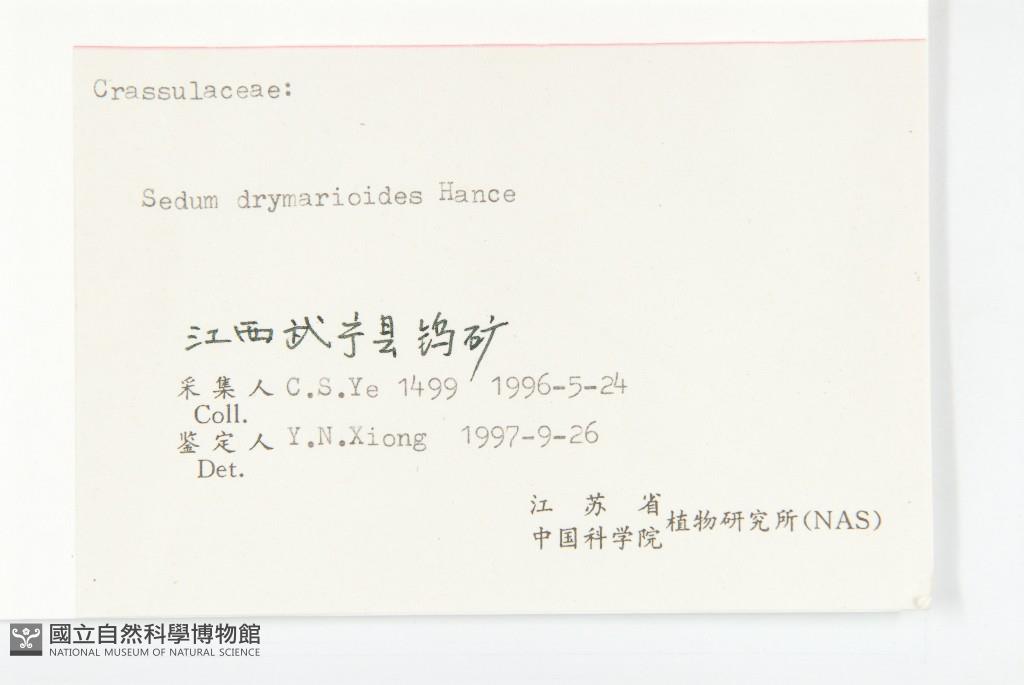 Crassulaceae:
Sedum drymarioides Hance
江西武宁县钨矿
采集人 C.S.Ye 1499 1996-5-24
Coll.
鉴定人 Y.N.Xiong 1997-9-26
Det.
江苏省
中国科学院植物研究所(NAS)
國立自然科學博物館
NATIONAL MUSEUM OF NATURAL SCIENCE